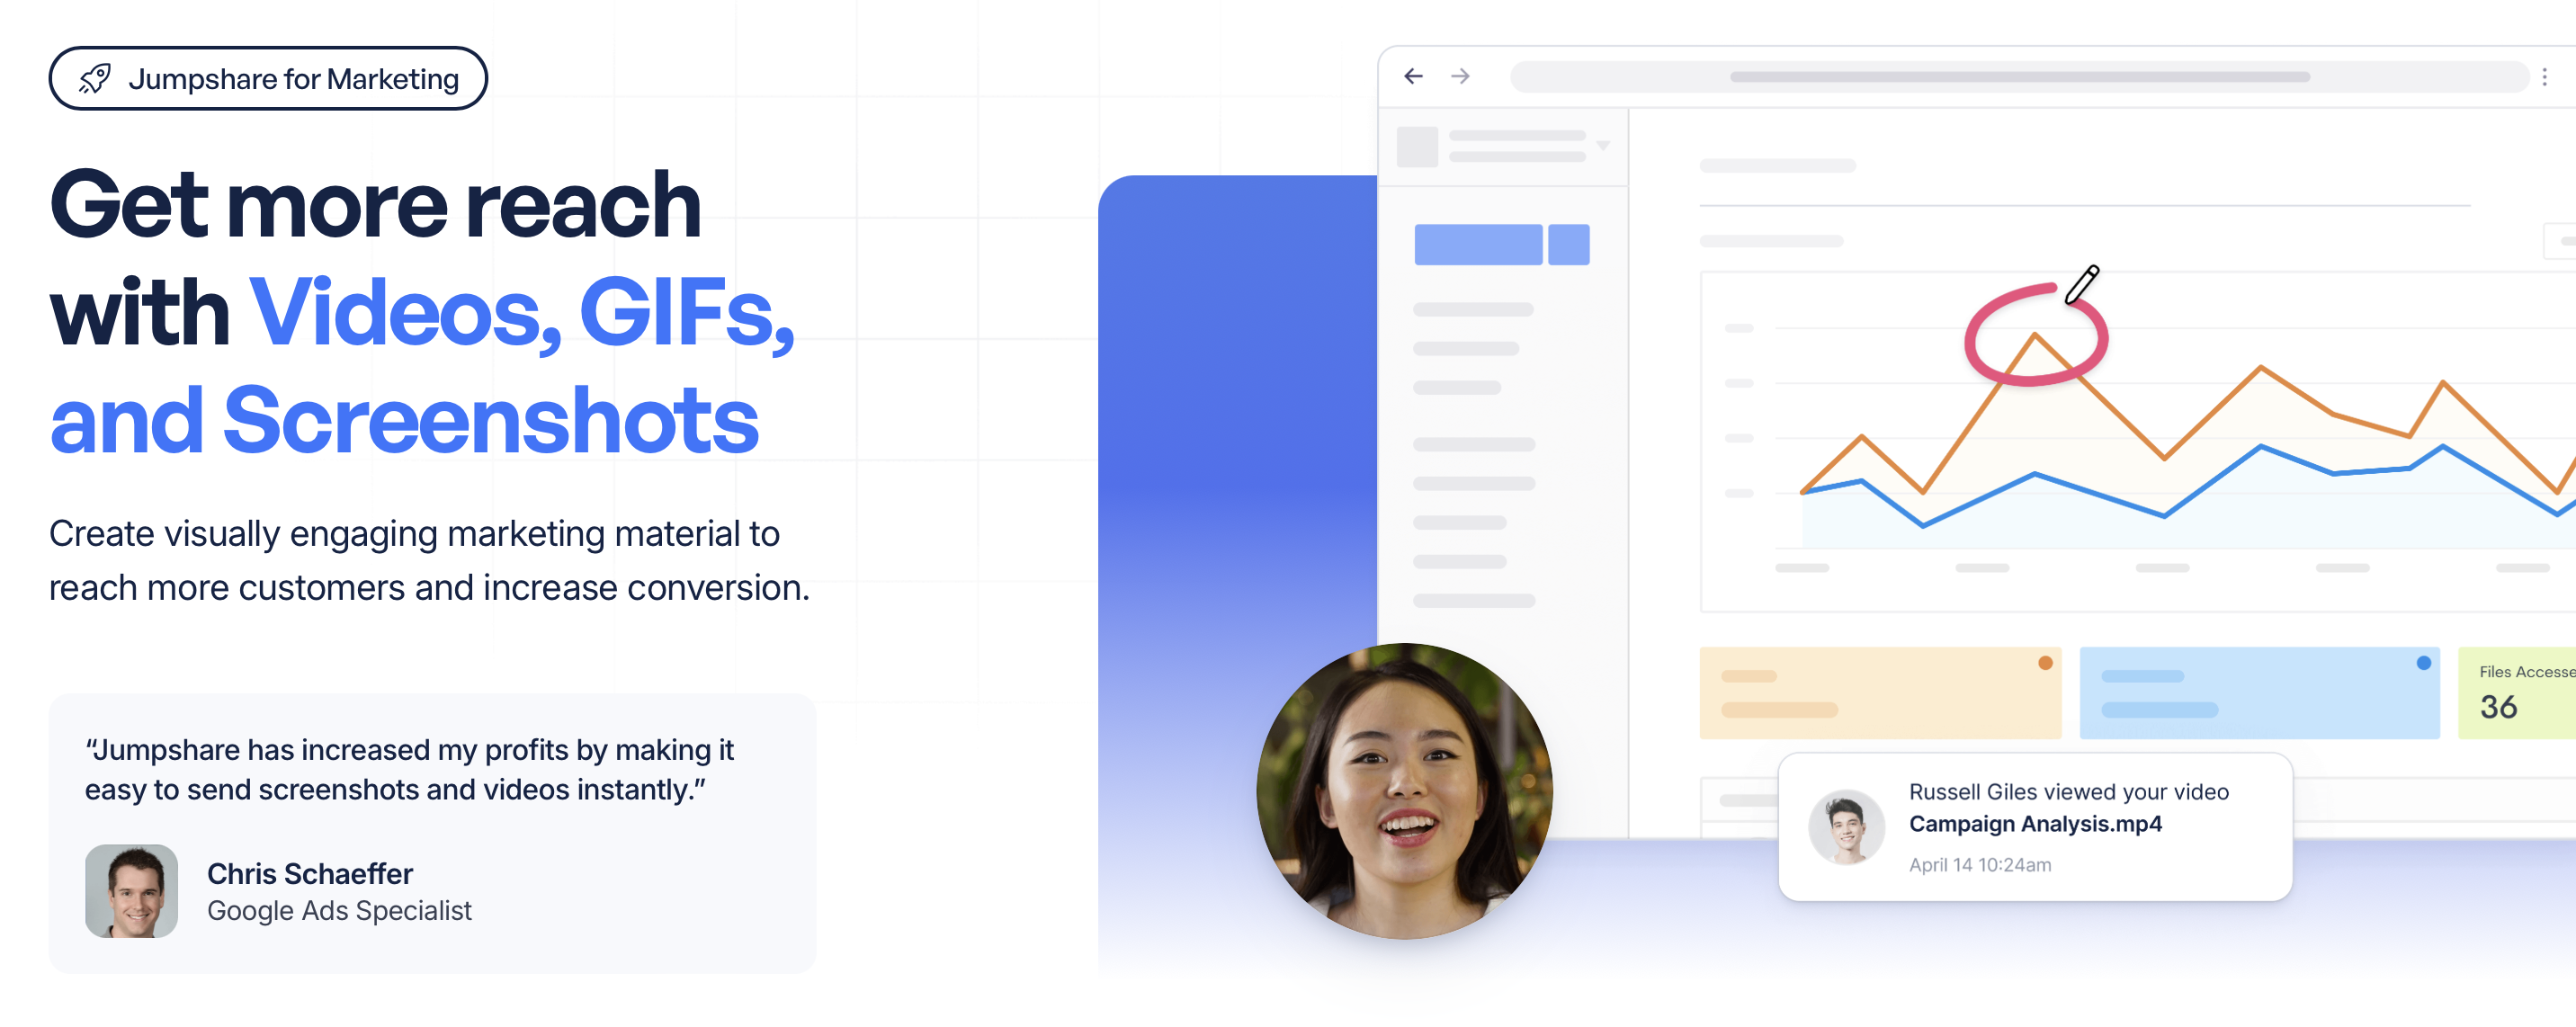 Jumpshare for Marketing
Get more reach
with Videos, GIFs,
and Screenshots
Create visually engaging marketing material to
reach more customers and increase conversion.
“Jumpshare has increased my profits by making it
easy to send screenshots and videos instantly.”
Chris Schaeffer
Google Ads Specialist
Files Accesse
36
Russell Giles viewed your video
Campaign Analysis.mp4
April 14 10:24am